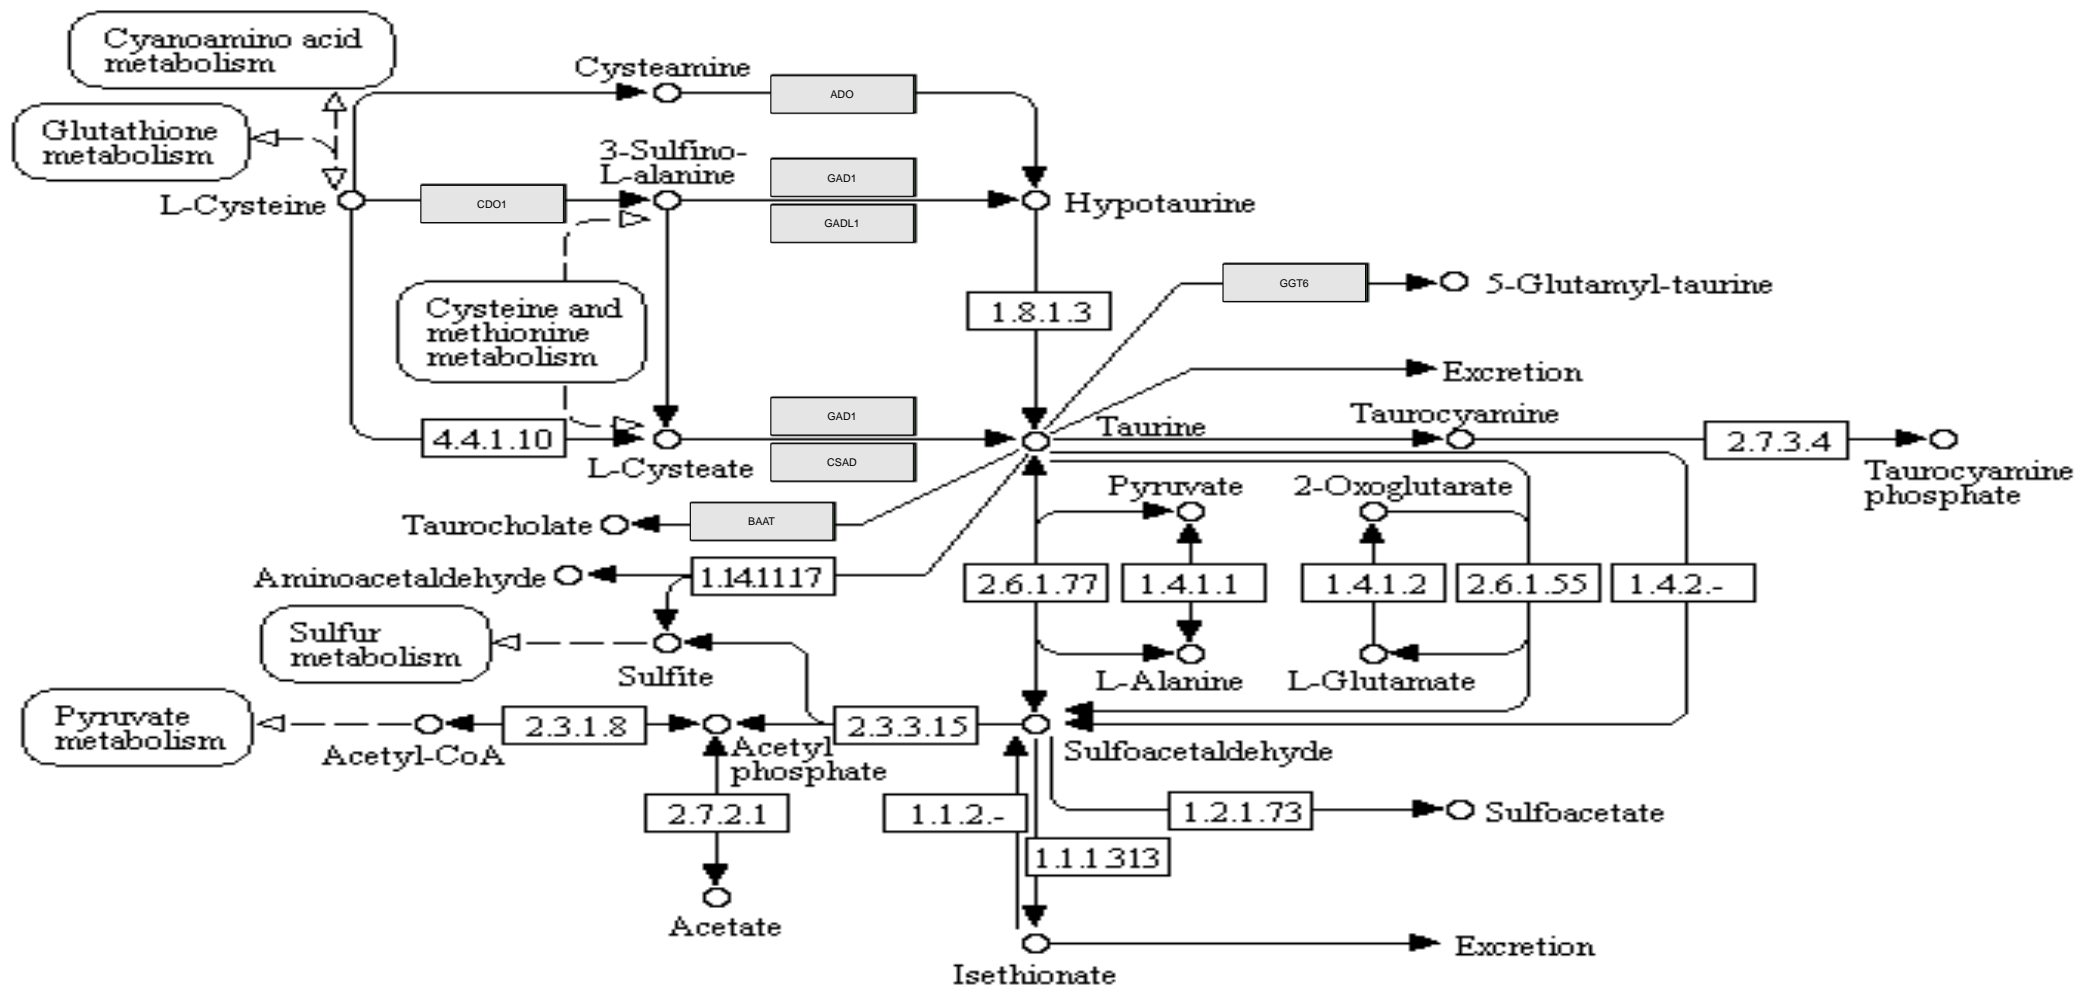 Cyanoamino acid
metabolism
Cysteamine
ADO
Glutathione
metabolism
3-Sulfino-
L-alanine
GAD1
L-Cysteine
CDO1
GADL1
Hypotaurine
Cysteine and
methionine
metabolism
1.8.1.3
GGT6
5-Glutamyl-taurine
Excretion
GAD1
Taurine
Taurocyamine
4.4.1.10
2.7.3.4
L-Cysteate
CSAD
Taurocyamine
phosphate
Pyruvate
2-Oxoglutarate
Taurocholate
BAAT
Aminoacetaldehyde
1.14.11.17
2.6.1.77
1.4.1.1
1.4.1.2
2.6.1.55
1.4.2.-
Sulfur
metabolism
Sulfite
L-Alanine
L-Glutamate
Pyruvate
metabolism
2.3.1.8
2.3.3.15
Acetyl-CoA
Acetyl
phosphate
Sulfoacetaldehyde
2.7.2.1
1.1.2.-
1.2.1.73
Sulfoacetate
1.1.1.313
Acetate
Excretion
Isethionate